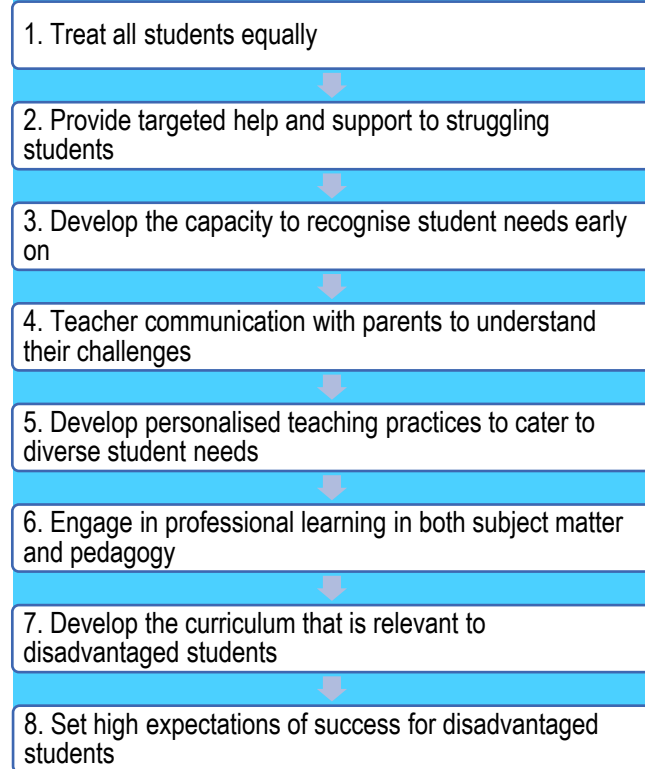 1. Treat all students equally
2. Provide targeted help and support to struggling
students
3. Develop the capacity to recognise student needs early
on
4. Teacher communication with parents to understand
their challenges
5. Develop personalised teaching practices to cater to
diverse student needs
6. Engage in professional learning in both subject matter
and pedagogy
7. Develop the curriculum that is relevant to
disadvantaged students
8. Set high expectations of success for disadvantaged
students